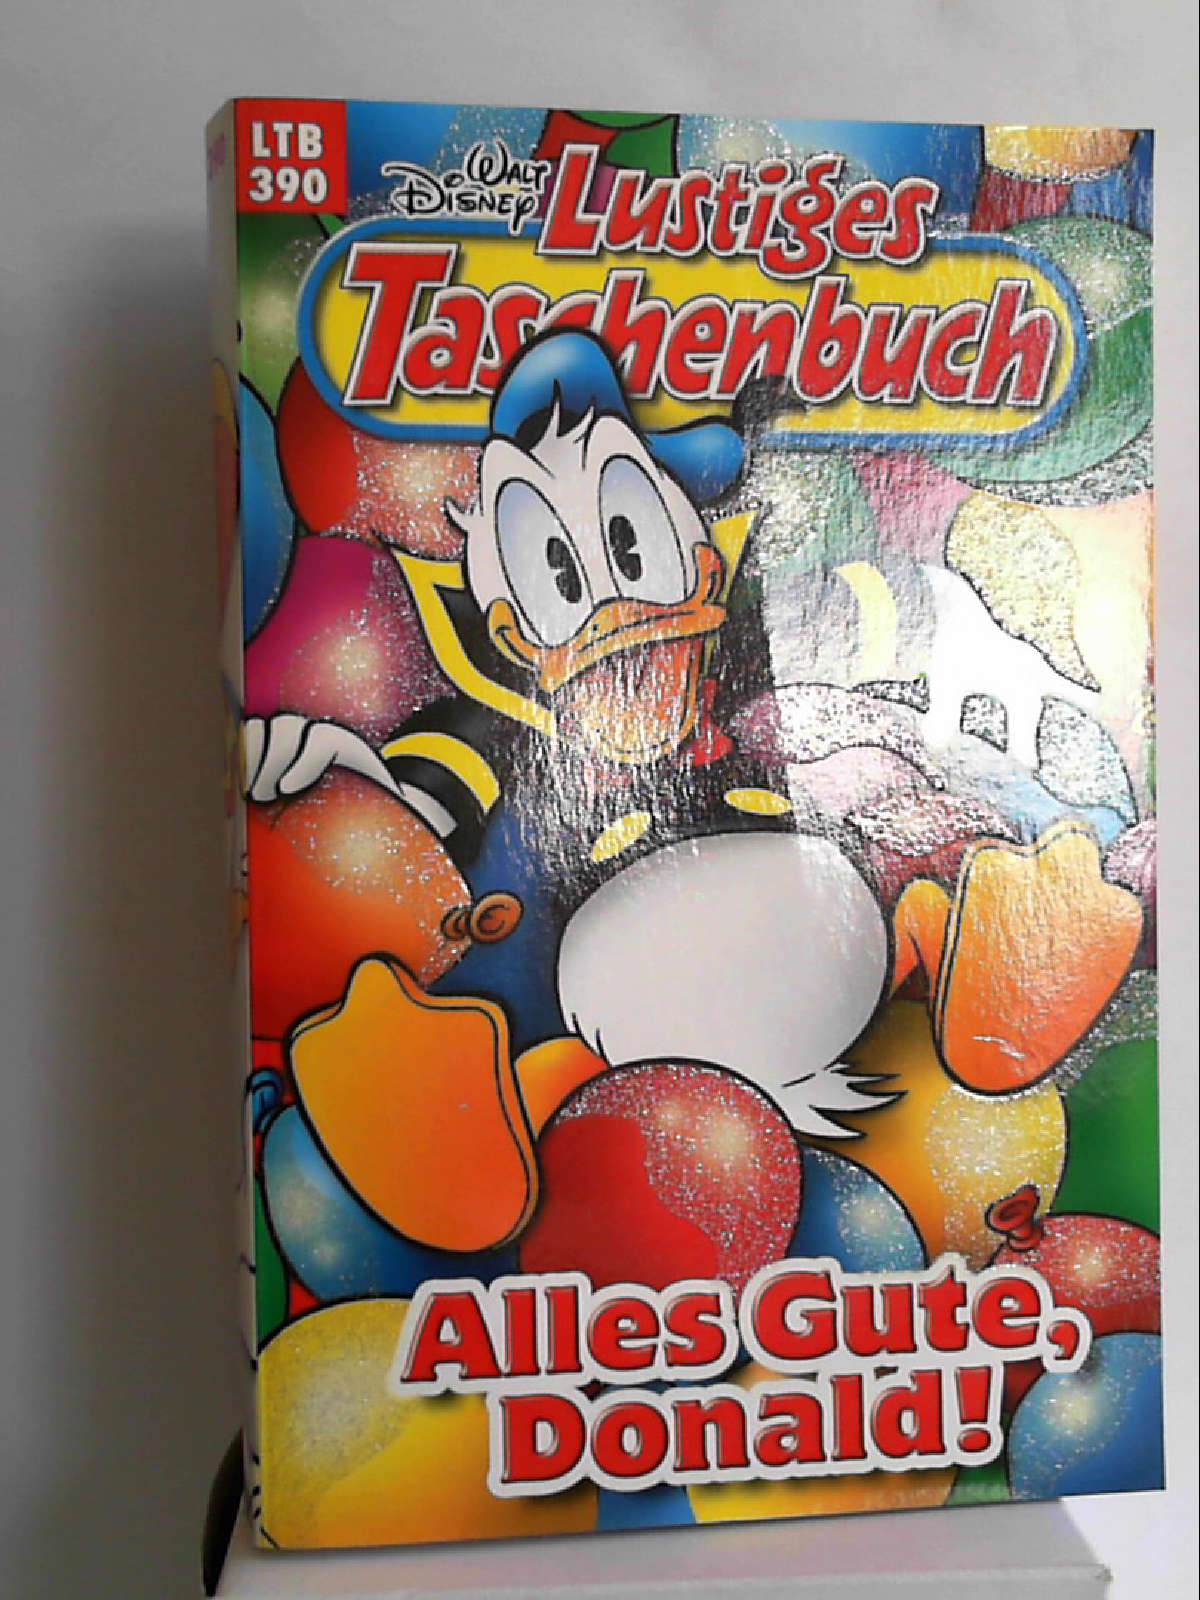 LTB
390
WALT
DISNEY
Lustiges
Taschenbuch
Alles Gute,
Donald!